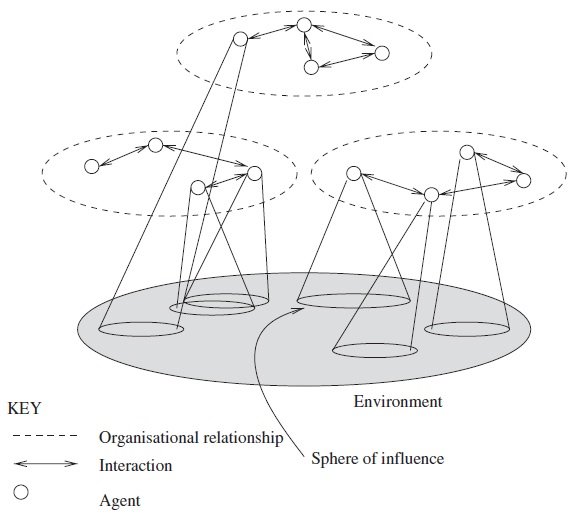 Environment
KEY
Organisational relationship
Sphere of influence
Interaction
Agent